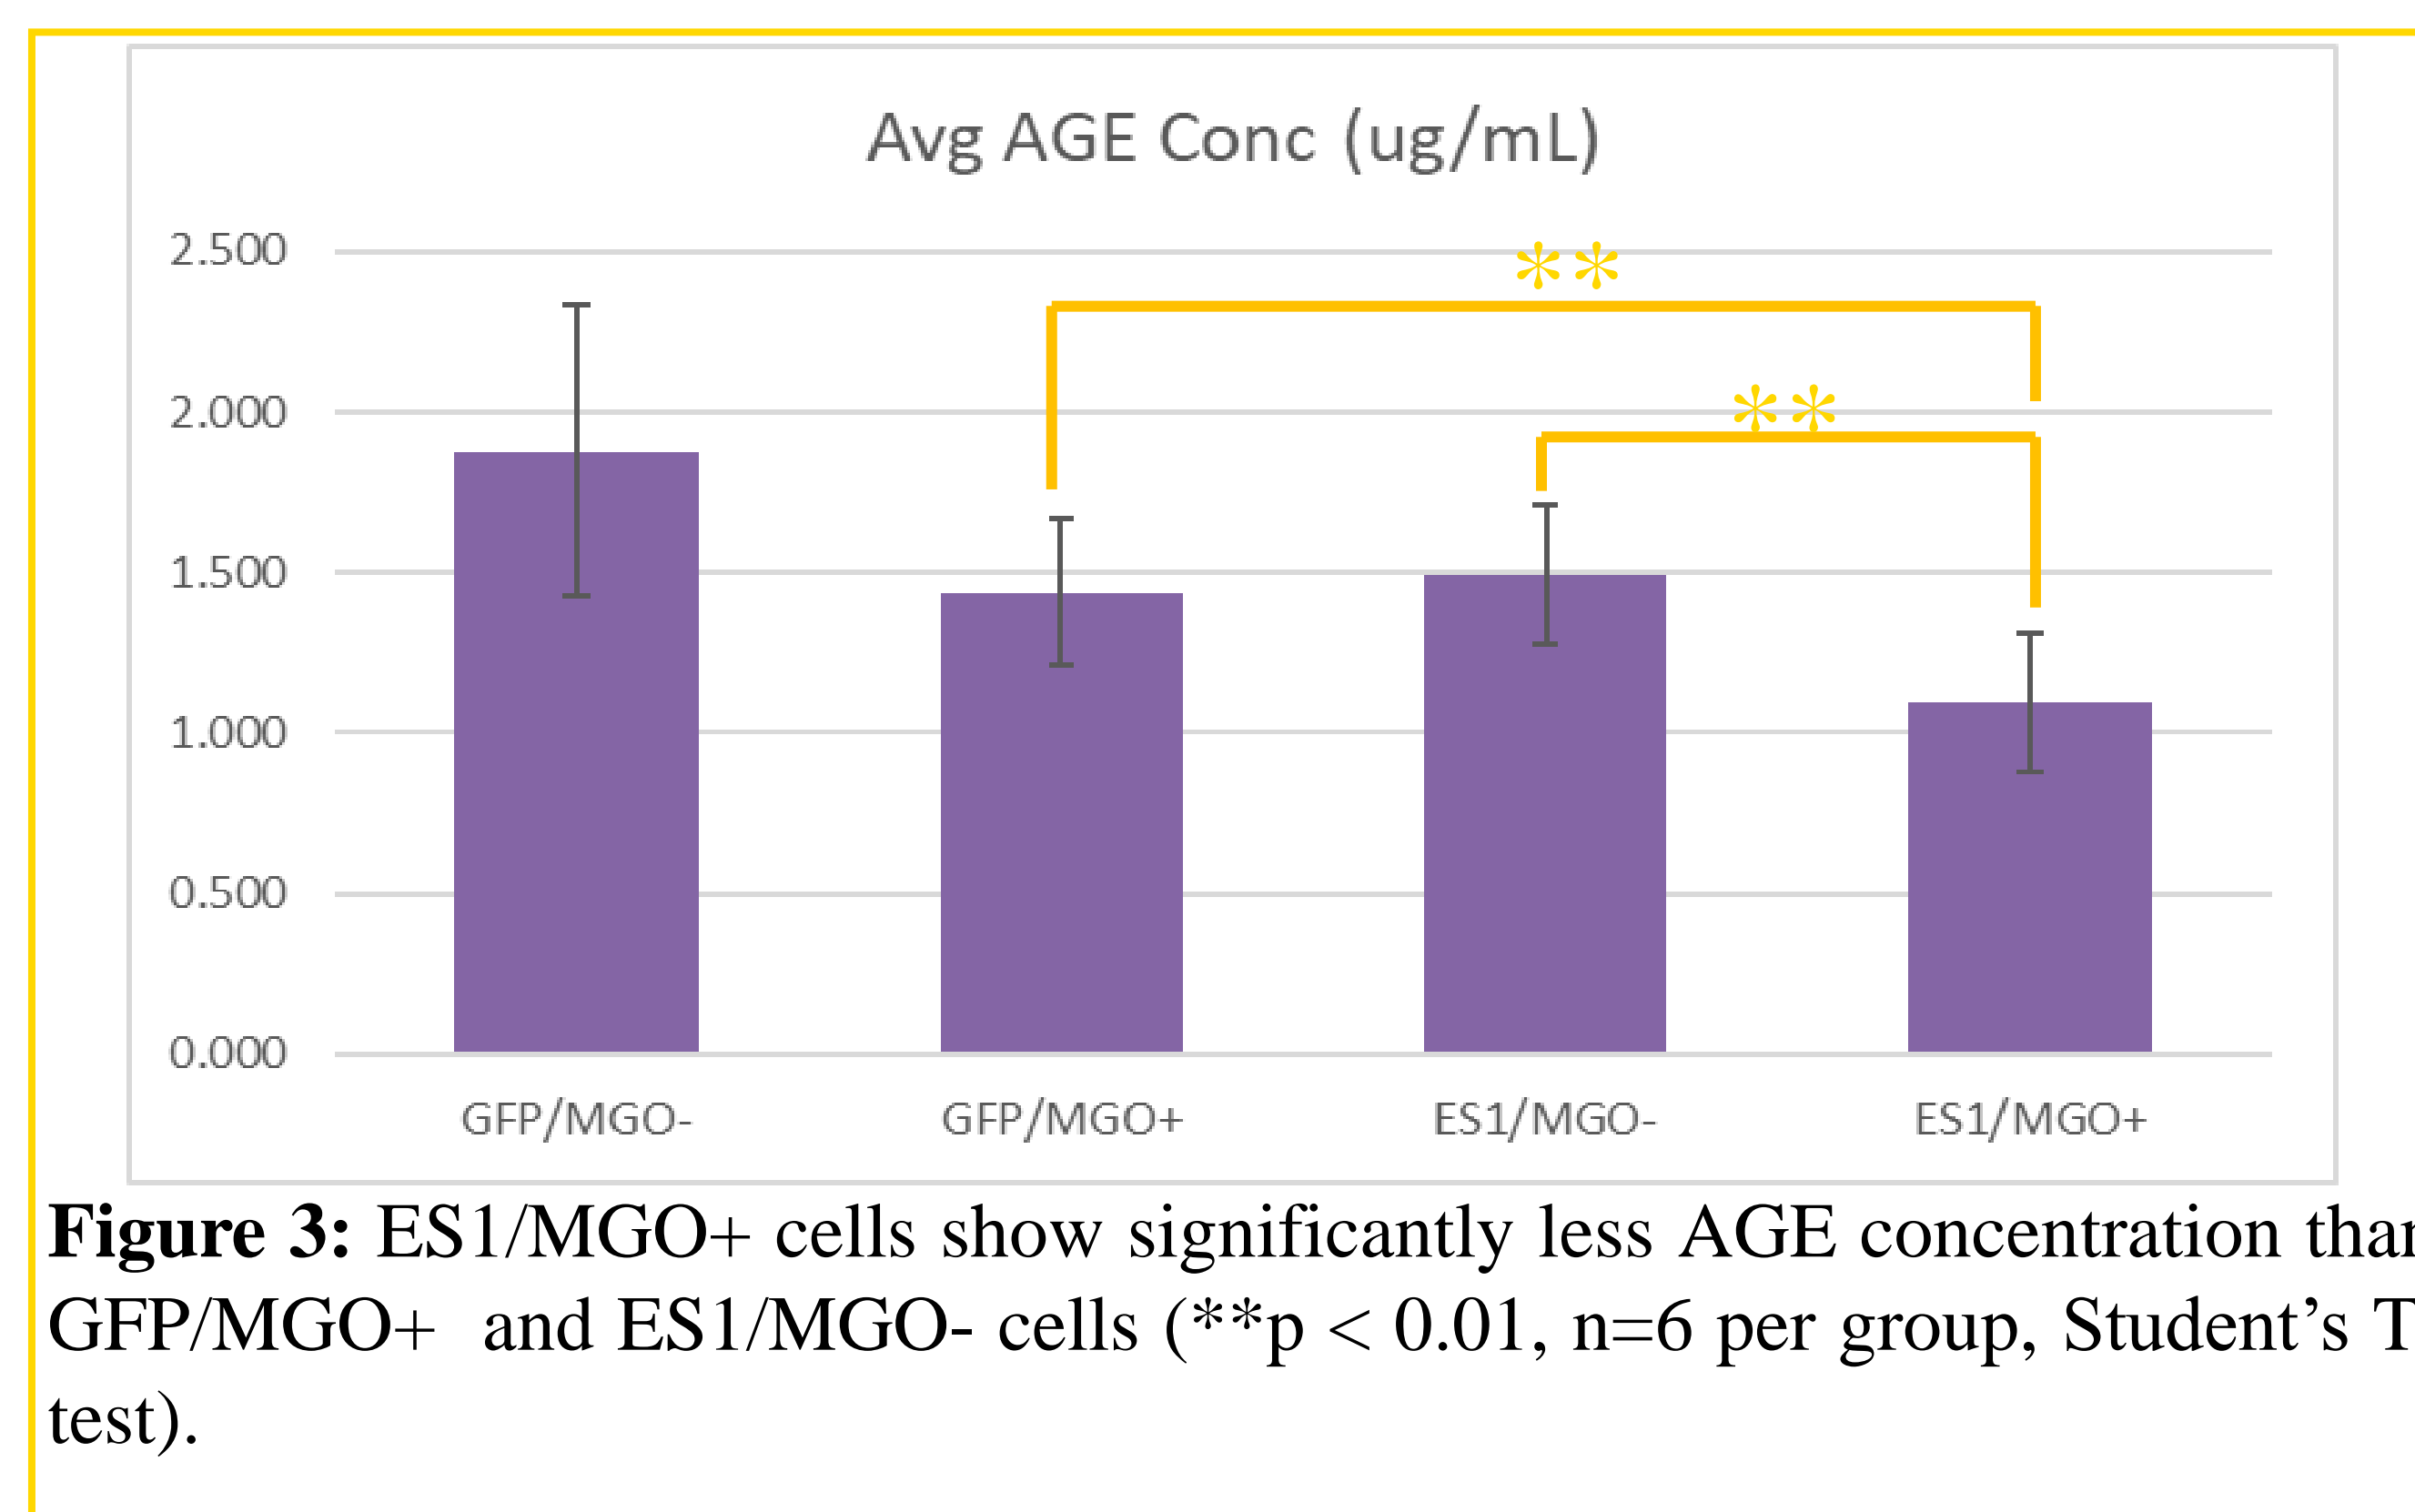 Avg AGE Conc (ug/mL)
2.500
**
2.000
**
1.500
1.000
0.500
0.000
GFP/MGO- GFP/MGO+ ES1/MGO- ES1/MGO+
Figure 3: ES1/MGO+ cells show significantly less AGE concentration than
GFP/MGO+ and ES1/MGO- cells (**p < 0.01, n=6 per group, Student’s T
test).